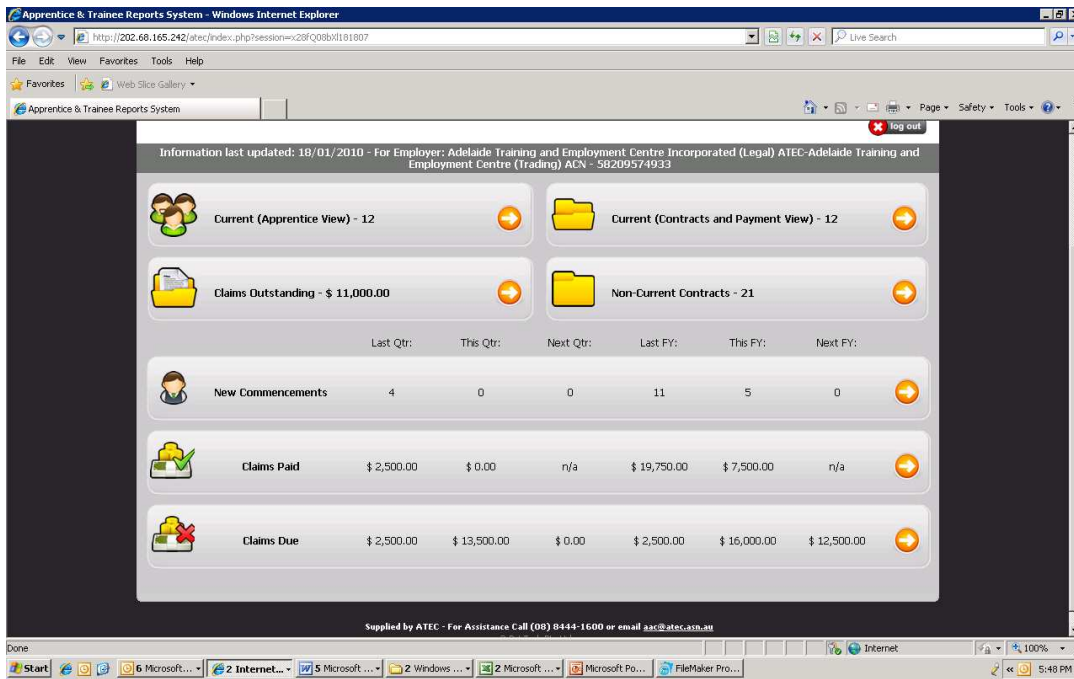 Apprentice & Trainee Reports System - Windows Internet Explorer
http://202.68.165.242/atec/index.php?session=x28fQ08bXl181807
Live Search
File Edit View Favorites Tools Help
Favorites Web Slice Gallery
Apprentice & Trainee Reports System
Page Safety Tools
log out
Information last updated: 18/01/2010 - For Employer: Adelaide Training and Employment Centre Incorporated (Legal) ATEC-Adelaide Training and
Employment Centre (Trading) ACN - 58209574933
Current (Apprentice View) - 12
Current (Contracts and Payment View) - 12
Claims Outstanding - $ 11,000.00
Non-Current Contracts - 21
Last Qtr: This Qtr: Next Qtr: Last FY: This FY: Next FY:
New Commencements 4 0 0 11 5 0
Claims Paid $ 2,500.00 $ 0.00 n/a $ 19,750.00 $ 7,500.00 n/a
Claims Due $ 2,500.00 $ 13,500.00 $ 0.00 $ 2,500.00 $ 16,000.00 $ 12,500.00
Supplied by ATEC - For Assistance Call (08) 8444-1600 or email aac@atec.asn.au
Done Internet 100%
Start 6 Microsoft... 2 Internet... 5 Microsoft ... 2 Windows ... 2 Microsoft ... Microsoft Po... FileMaker Pro... 5:48 PM